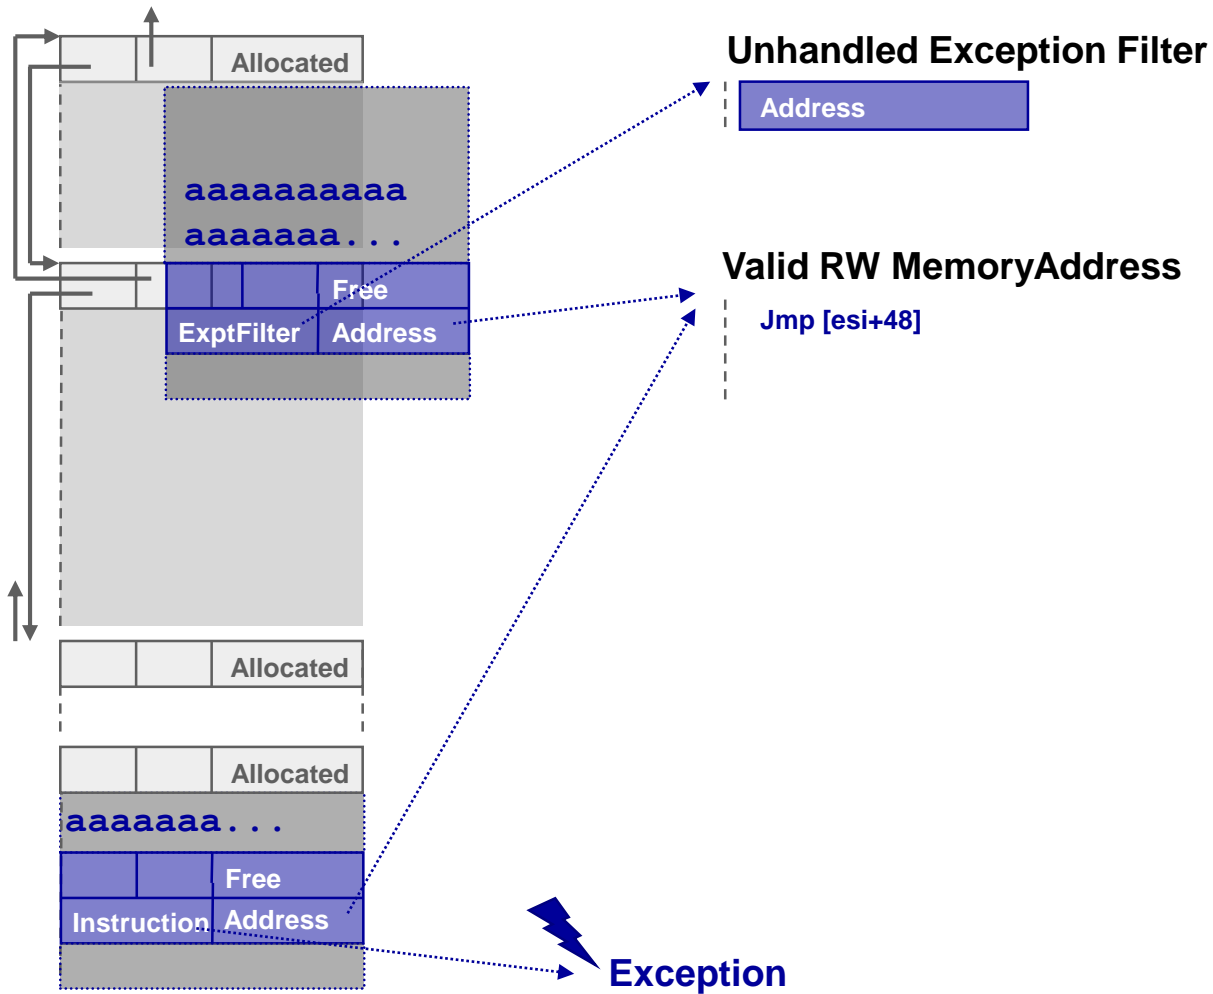 Allocated
Unhandled Exception Filter
Address
aaaaaaaaaa
aaaaaaa...
Free
ExptFilter Address
Valid RW MemoryAddress
Jmp [esi+48]
Allocated
Allocated
aaaaaaa...
Free
Instruction Address
Exception